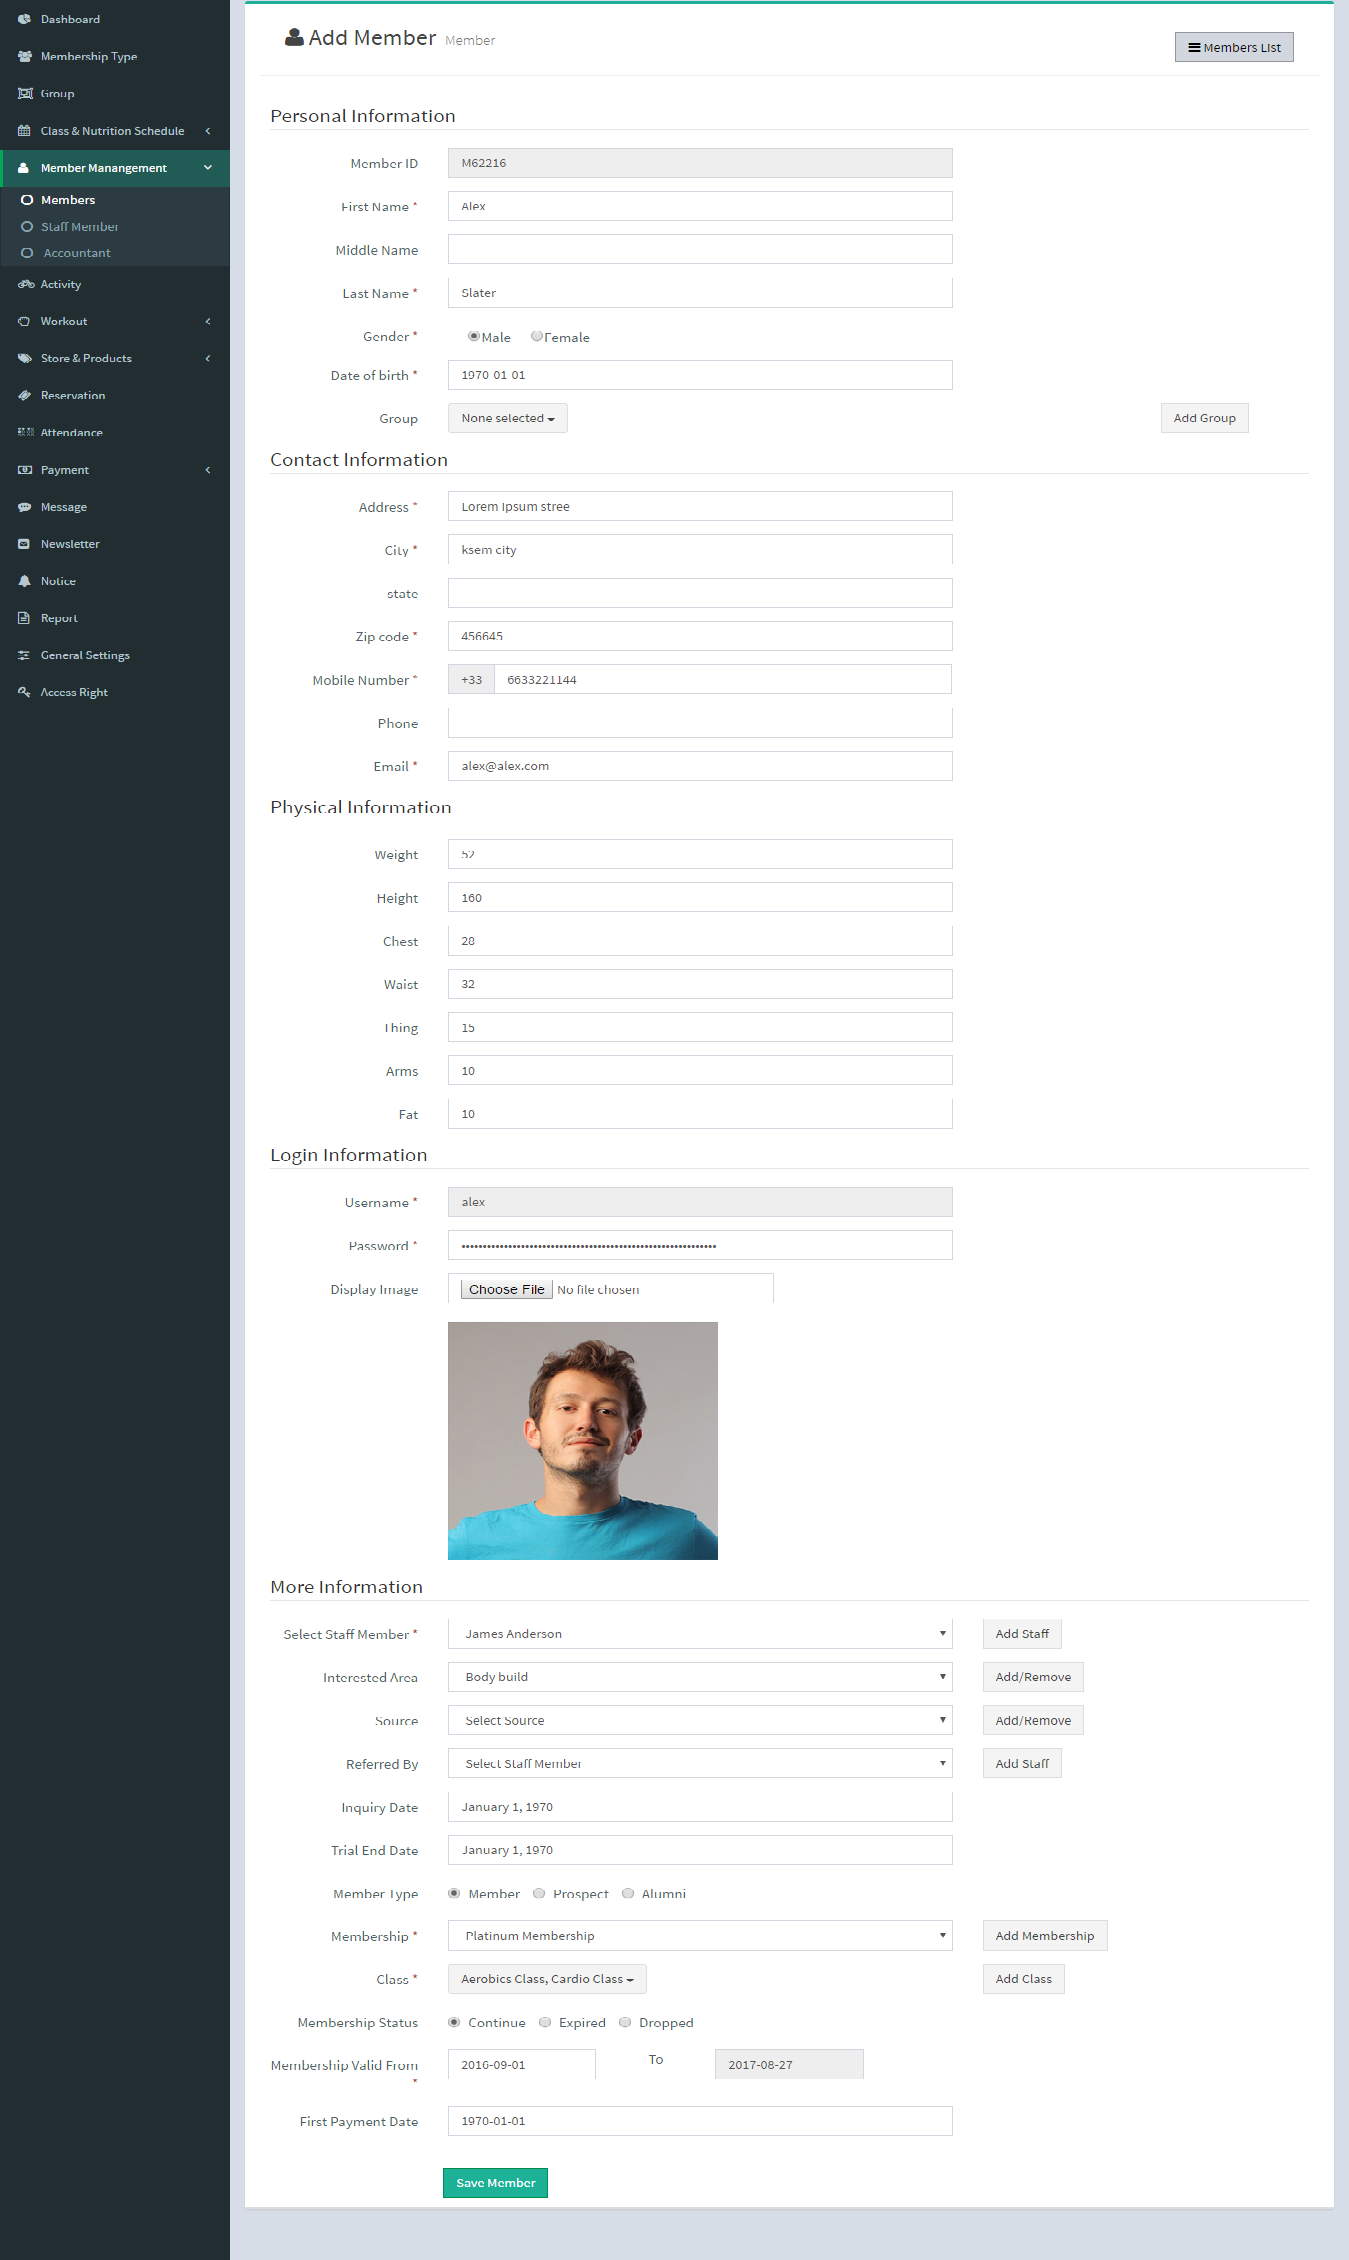 Dashboard
Membership Type
Group
Class & Nutrition Schedule
Member Manangement
Members
Staff Member
Accountant
Activity
Workout
Store & Products
Reservation
Attendance
Payment
Message
Newsletter
Notice
Report
General Settings
Access Right
Add Member Member
Members List
Personal Information
Member ID M62216
First Name * Alex
Middle Name
Last Name * Slater
Gender * Male Female
Date of birth * 1970-01-01
Group None selected Add Group
Contact Information
Address * Lorem Ipsum stree
City * ksem city
state
Zip code * 456645
Mobile Number * +33 6633221144
Phone
Email * alex@alex.com
Physical Information
Weight 52
Height 160
Chest 28
Waist 32
Thing 15
Arms 10
Fat 10
Login Information
Username * alex
Password *
Display Image Choose File No file chosen
More Information
Select Staff Member * James Anderson Add Staff
Interested Area Body build Add/Remove
Source Select Source Add/Remove
Referred By Select Staff Member Add Staff
Inquiry Date January 1, 1970
Trial End Date January 1, 1970
Member Type Member Prospect Alumni
Membership * Platinum Membership Add Membership
Class * Aerobics Class, Cardio Class Add Class
Membership Status Continue Expired Dropped
Membership Valid From * 2016-09-01 To 2017-08-27
First Payment Date 1970-01-01
Save Member